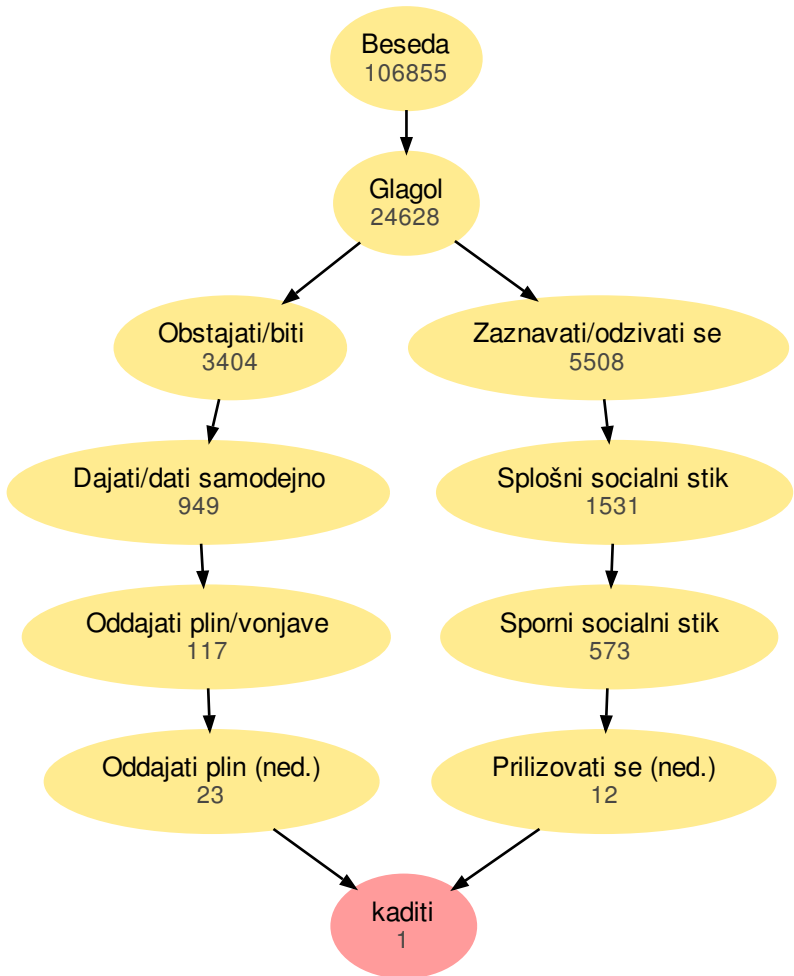 Beseda
106855
Glagol
24628
Obstajati/biti
3404
Zaznavati/odzivati se
5508
Dajati/dati samodejno
949
Splošni socialni stik
1531
Oddajati plin/vonjave
117
Sporni socialni stik
573
Oddajati plin (ned.)
23
Prilizovati se (ned.)
12
kaditi
1